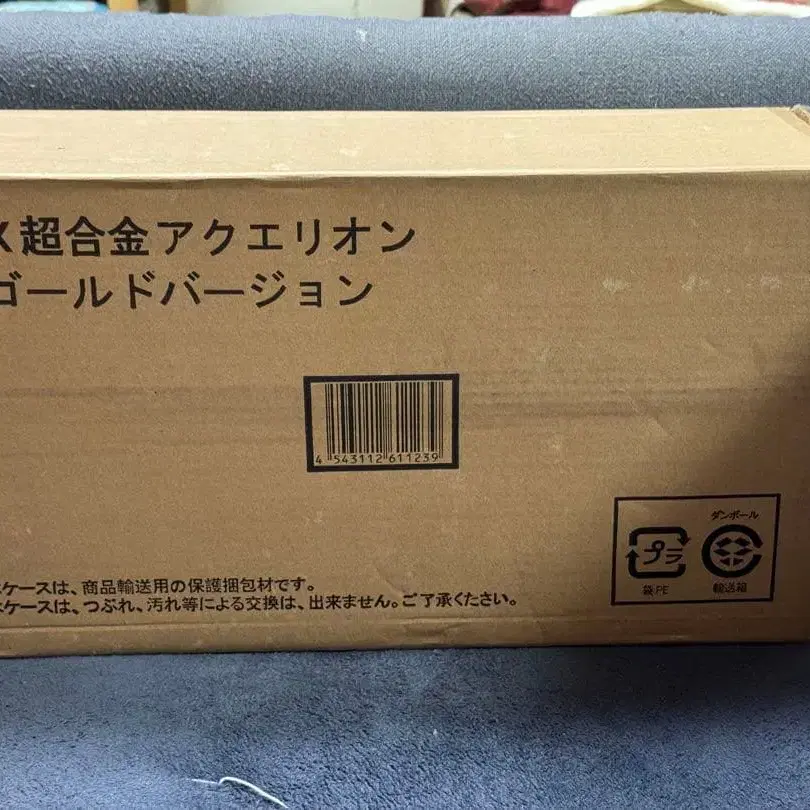 X超合金アクエリオン
ゴールドバージョン
4 543112 611239
ダンボール
プラ
袋PE
輸送箱
ケースは、商品輸送用の保護梱包材です。
ケースは、つぶれ、汚れ等による交換は、出来ません。ご了承ください。